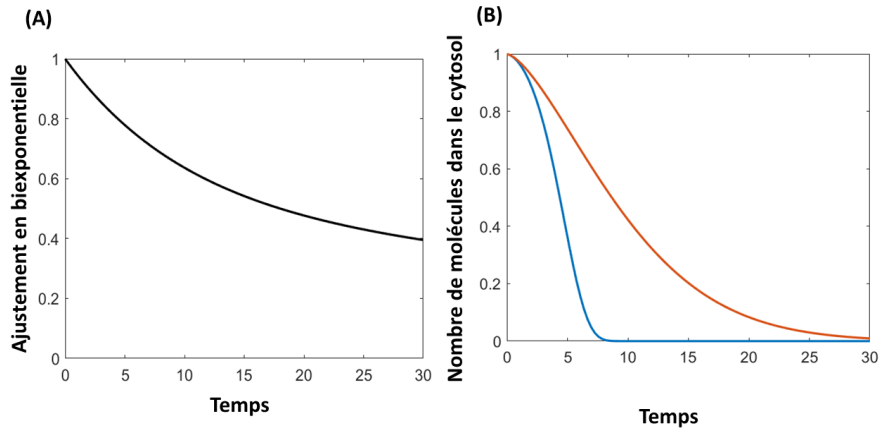 (A)
Ajustement en biexponentielle
1
0.8
0.6
0.4
0.2
0
0 5 10 15 20 25 30
Temps
(B)
Nombre de molécules dans le cytosol
1
0.8
0.6
0.4
0.2
0
0 5 10 15 20 25 30
Temps